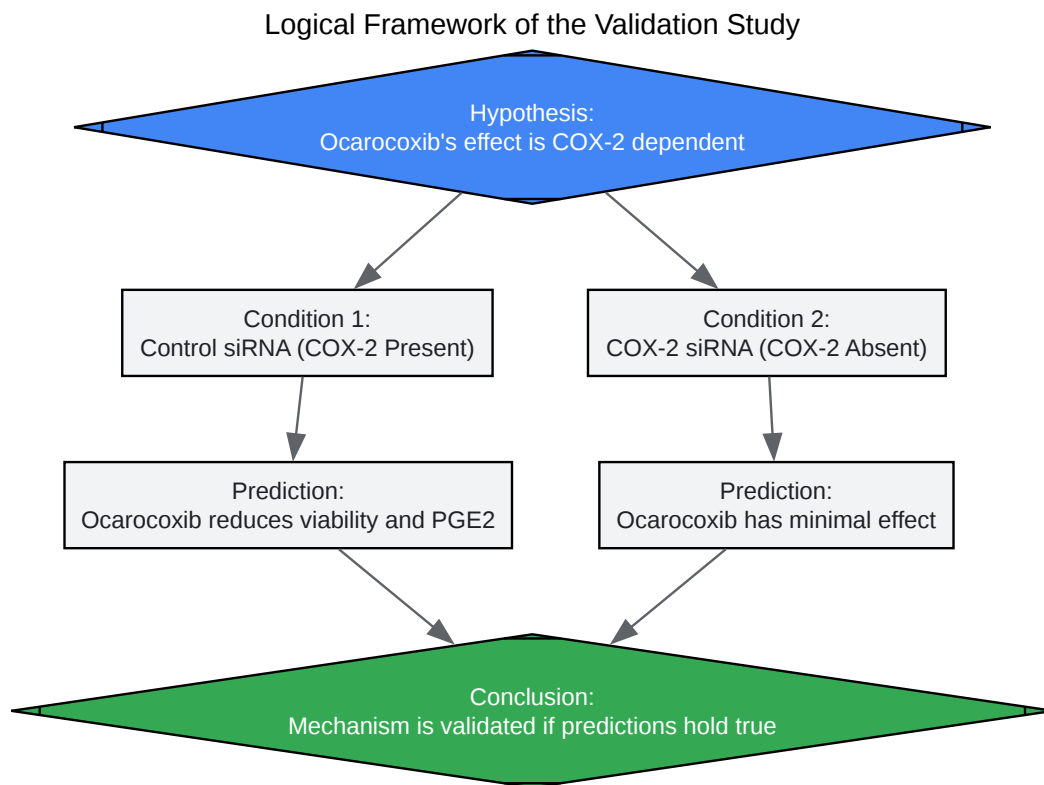 Logical Framework of the Validation Study
Hypothesis:
Ocarocoxib's effect is COX-2 dependent
Condition 1:
Control siRNA (COX-2 Present)
Condition 2:
COX-2 siRNA (COX-2 Absent)
Prediction:
Ocarocoxib reduces viability and PGE2
Prediction:
Ocarocoxib has minimal effect
Conclusion:
Mechanism is validated if predictions hold true